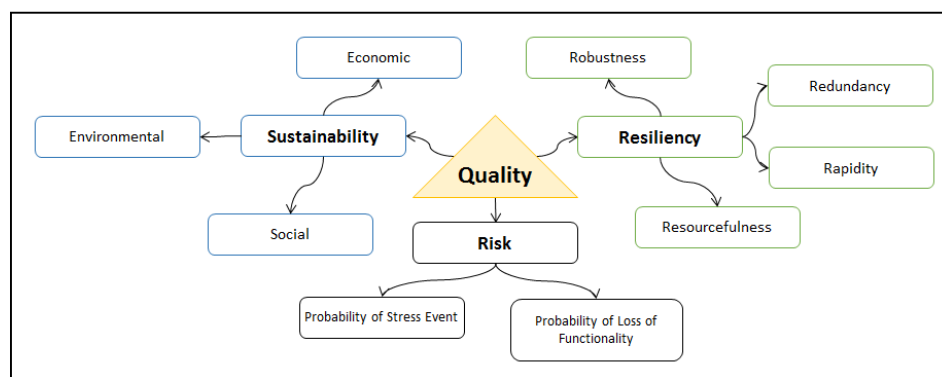 Economic
Robustness
Redundancy
Environmental
Sustainability
Resiliency
Quality
Rapidity
Social
Resourcefulness
Risk
Probability of Stress Event
Probability of Loss of
Functionality